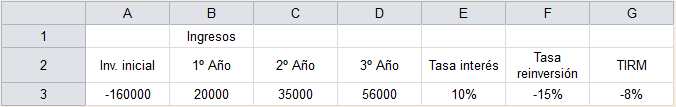 A B C D E F G
1 Ingresos
2 Inv. inicial 1º Año 2º Año 3º Año Tasa interés Tasa reinversión TIRM
3 -160000 20000 35000 56000 10% -15% -8%